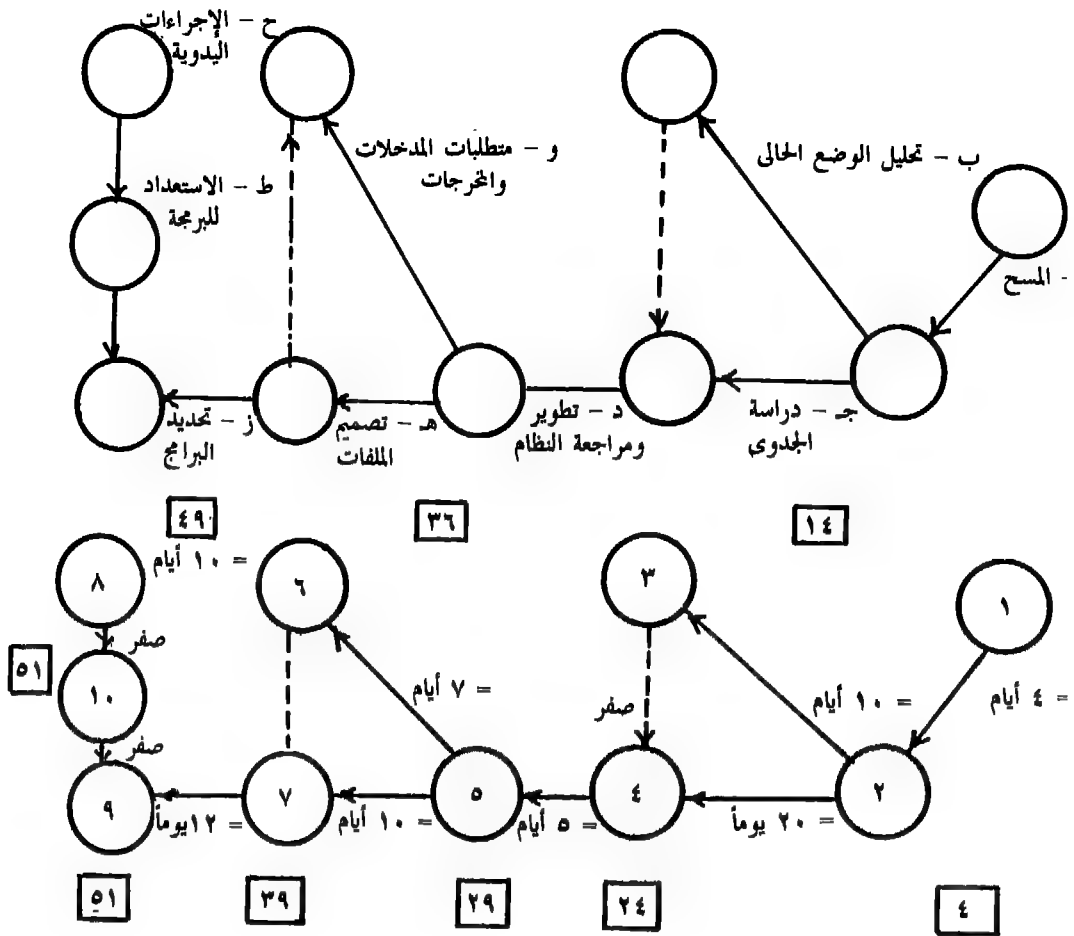 ح - الإجراءات
اليدوية
ب - تحليل الوضع الحالى
و - متطلبات المدخلات
والمخرجات
ط - الاستعداد
للبرمجة
- المسح
جـ - دراسة
الجدوى
د - تطوير
ومراجعة النظام
هـ - تصميم
الملفات
ز - تحديد
البرامج
١٤
٣٦
٤٩
١
٣
٦
= ١٠ أيام
٨
صفر
= ٤ أيام
= ١٠ أيام
صفر
= ٧ أيام
١٠
٥١
صفر
٢
= ٢٠ يوماً
٤
= ٥ أيام
٥
= ١٠ أيام
٧
= ١٢ يوماً
٩
٤
٢٤
٢٩
٣٩
٥١